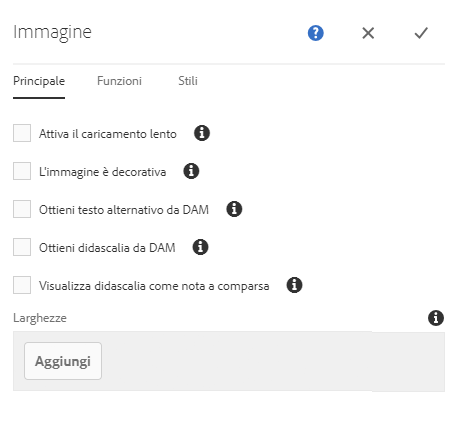 Immagine
?
Principale Funzioni Stili
Attiva il caricamento lento
L'immagine è decorativa
Ottieni testo alternativo da DAM
Ottieni didascalia da DAM
Visualizza didascalia come nota a comparsa
Larghezze
Aggiungi